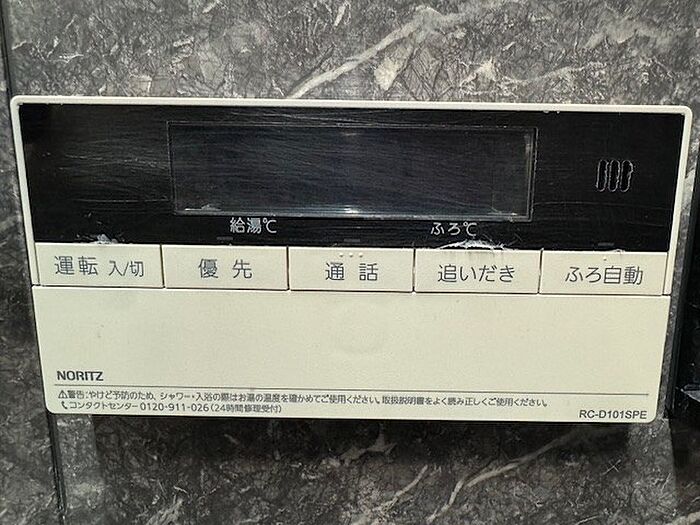 給湯℃ ふろ℃
運転 入/切 優先 通話 追いだき ふろ自動
NORITZ
⚠警告:やけど予防のため、シャワー・入浴の際はお湯の温度を確かめてご使用ください。取扱説明書をよく読み正しくご使用ください。
コンタクトセンター 0120-911-026(24時間修理受付)
RC-D101SPE